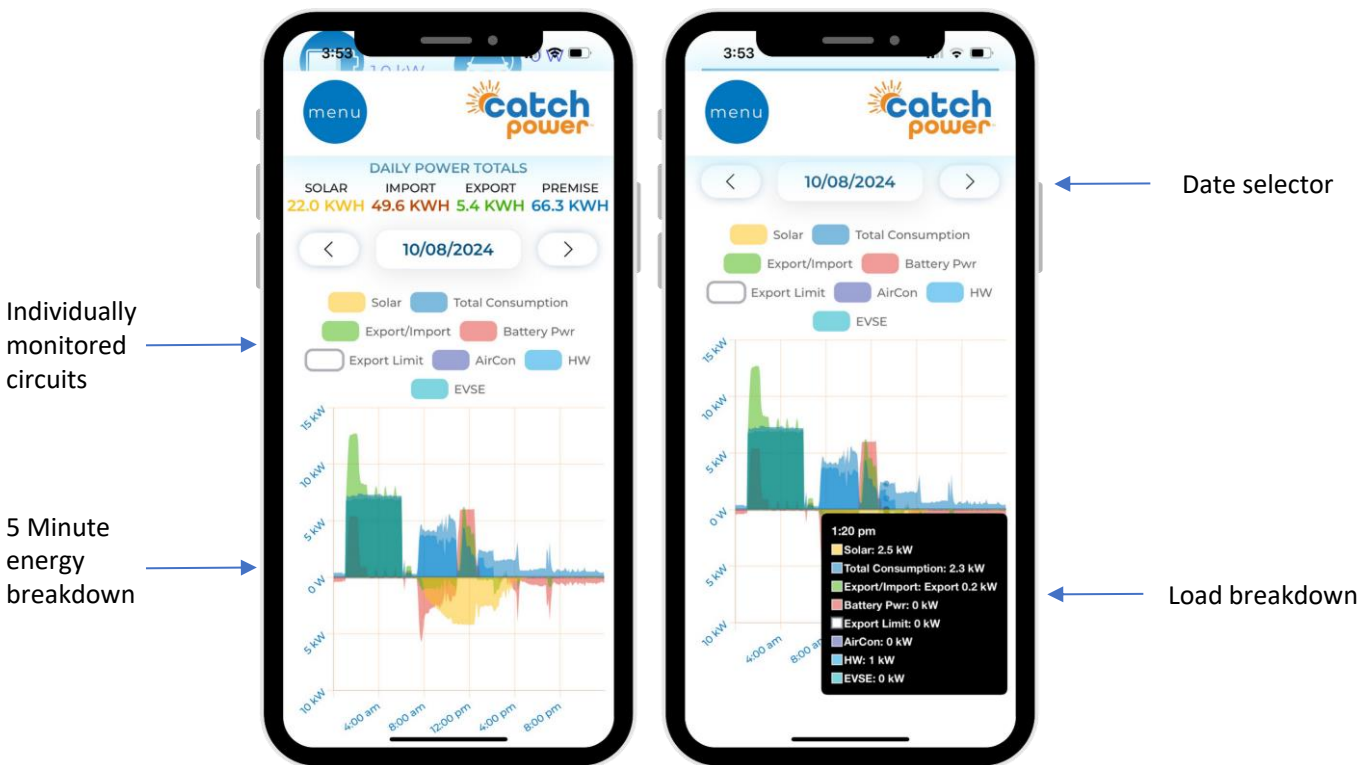 3:53
menu
catch
power
DAILY POWER TOTALS
SOLAR IMPORT EXPORT PREMISE
22.0 KWH 49.6 KWH 5.4 KWH 66.3 KWH
10/08/2024
Solar Total Consumption
Export/Import Battery Pwr
Export Limit AirCon HW
EVSE
15 kW
10 kW
5 kW
0 W
5 kW
10 kW
4:00 am 8:00 am 12:00 pm 4:00 pm 8:00 pm
Individually
monitored
circuits
5 Minute
energy
breakdown
3:53
menu
catch
power
10/08/2024
Solar Total Consumption
Export/Import Battery Pwr
Export Limit AirCon HW
EVSE
15 kW
10 kW
5 kW
0 W
5 kW
10 kW
4:00 am
1:20 pm
Solar: 2.5 kW
Total Consumption: 2.3 kW
Export/Import: Export 0.2 kW
Battery Pwr: 0 kW
Export Limit: 0 kW
AirCon: 0 kW
HW: 1 kW
EVSE: 0 kW
Date selector
Load breakdown